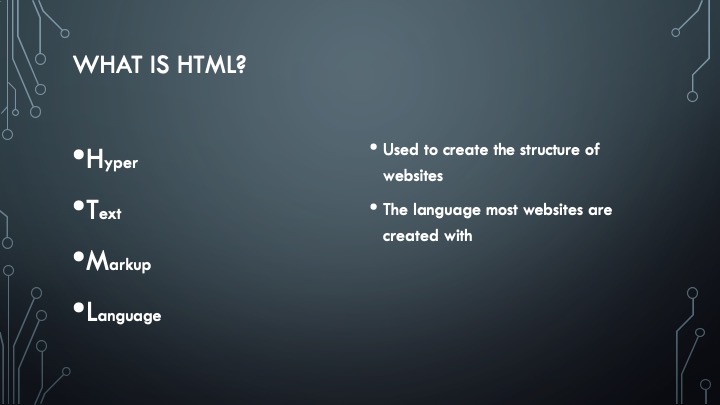 WHAT IS HTML?
•Hyper
•Text
•Markup
•Language
• Used to create the structure of
websites
• The language most websites are
created with